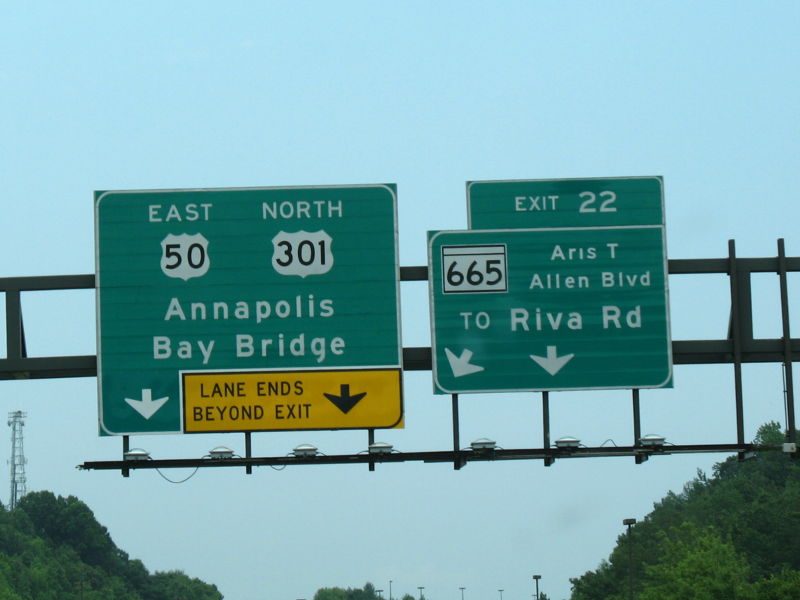 EAST NORTH
50 301
Annapolis
Bay Bridge
LANE ENDS
BEYOND EXIT
EXIT 22
665
Aris T
Allen Blvd
TO Riva Rd